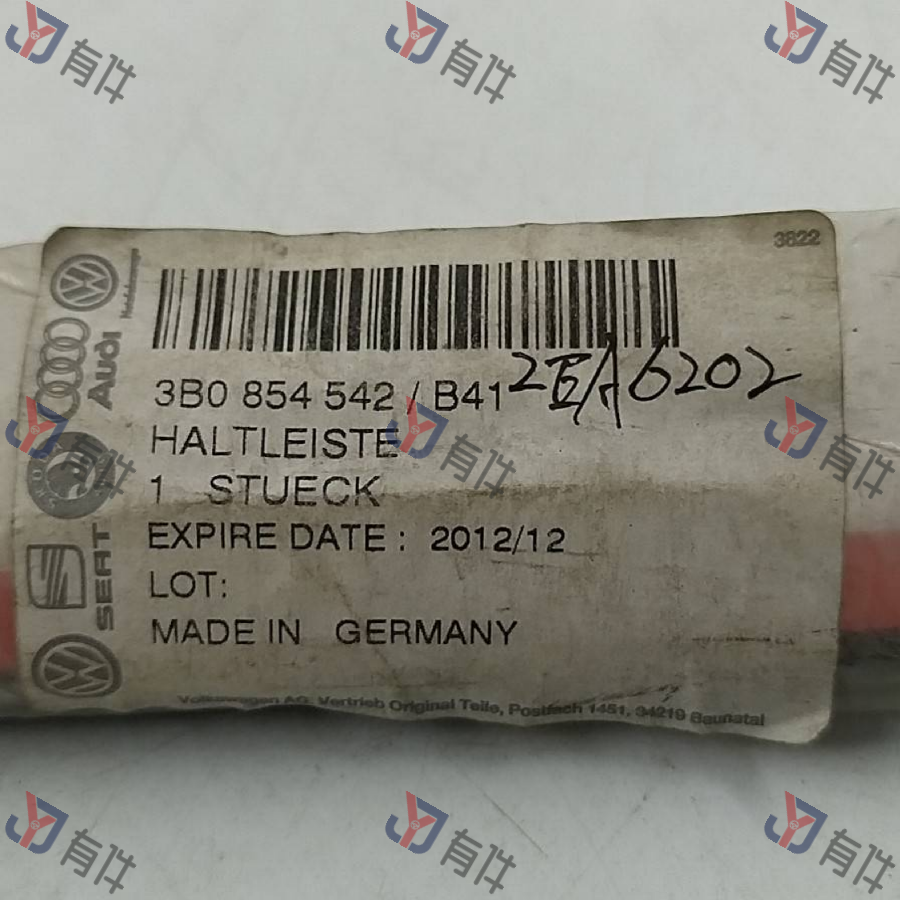 有件 有件 有件
3822
Audi
3B0 854 542 / B41
HALTLEISTE
1 STUECK
EXPIRE DATE : 2012/12
LOT:
MADE IN GERMANY
SEAT
Volkswagen AG, Vertrieb Original Teile, Postfach 1451, 34219 Baunatal
有件 有件 有件
有件 有件 有件